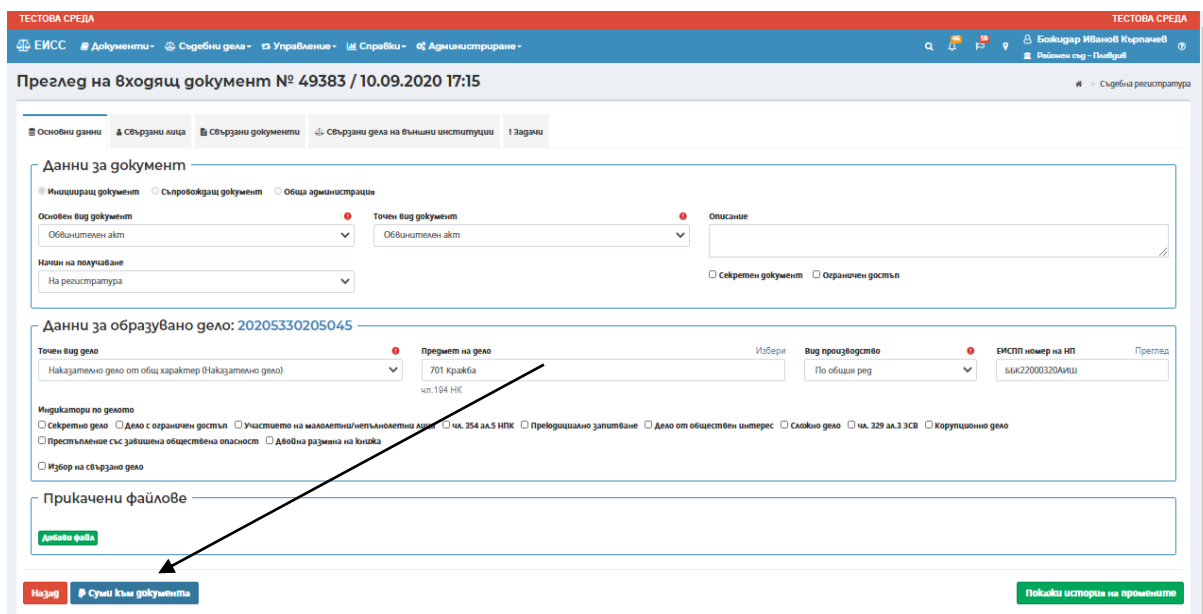 ТЕСТОВА СРЕДА ТЕСТОВА СРЕДА
ЕИСС Документи Съдебни дела Управление Справки Администриране Божидар Иванов Кърпачев
Районен съд - Пловдив
Преглед на входящ документ № 49383 / 10.09.2020 17:15
Съдебна регистратура
Основни данни Свързани лица Свързани документи Свързани дела на външни институции Задачи
Данни за документ
Иницииращ документ Съпровождащ документ Обща администрация
Основен вид документ Точен вид документ Описание
Обвинителен акт Обвинителен акт
Начин на получаване
На регистратура Секретен документ Ограничен достъп
Данни за образувано дело: 20205330205045
Точен вид дело Предмет на дело Избери Вид производство ЕИСПП номер на НП Преглед
Наказателно дело от общ характер (Наказателно дело) 701 Кражба По общия ред ББК22000320АИШ
чл.194 НК
Индикатори по делото
Секретно дело Дело с ограничен достъп Участието на малолетни/непълнолетни лица чл. 354 ал.5 НПК Преюдициално запитване Дело от обществен интерес Сложно дело чл. 329 ал.3 ЗСВ Корупционно дело
Престъпление със завишена обществена опасност Двойна размяна на книжа
Избор на свързано дело
Прикачени файлове
Добави файл
Назад Суми към документа Покажи история на промените